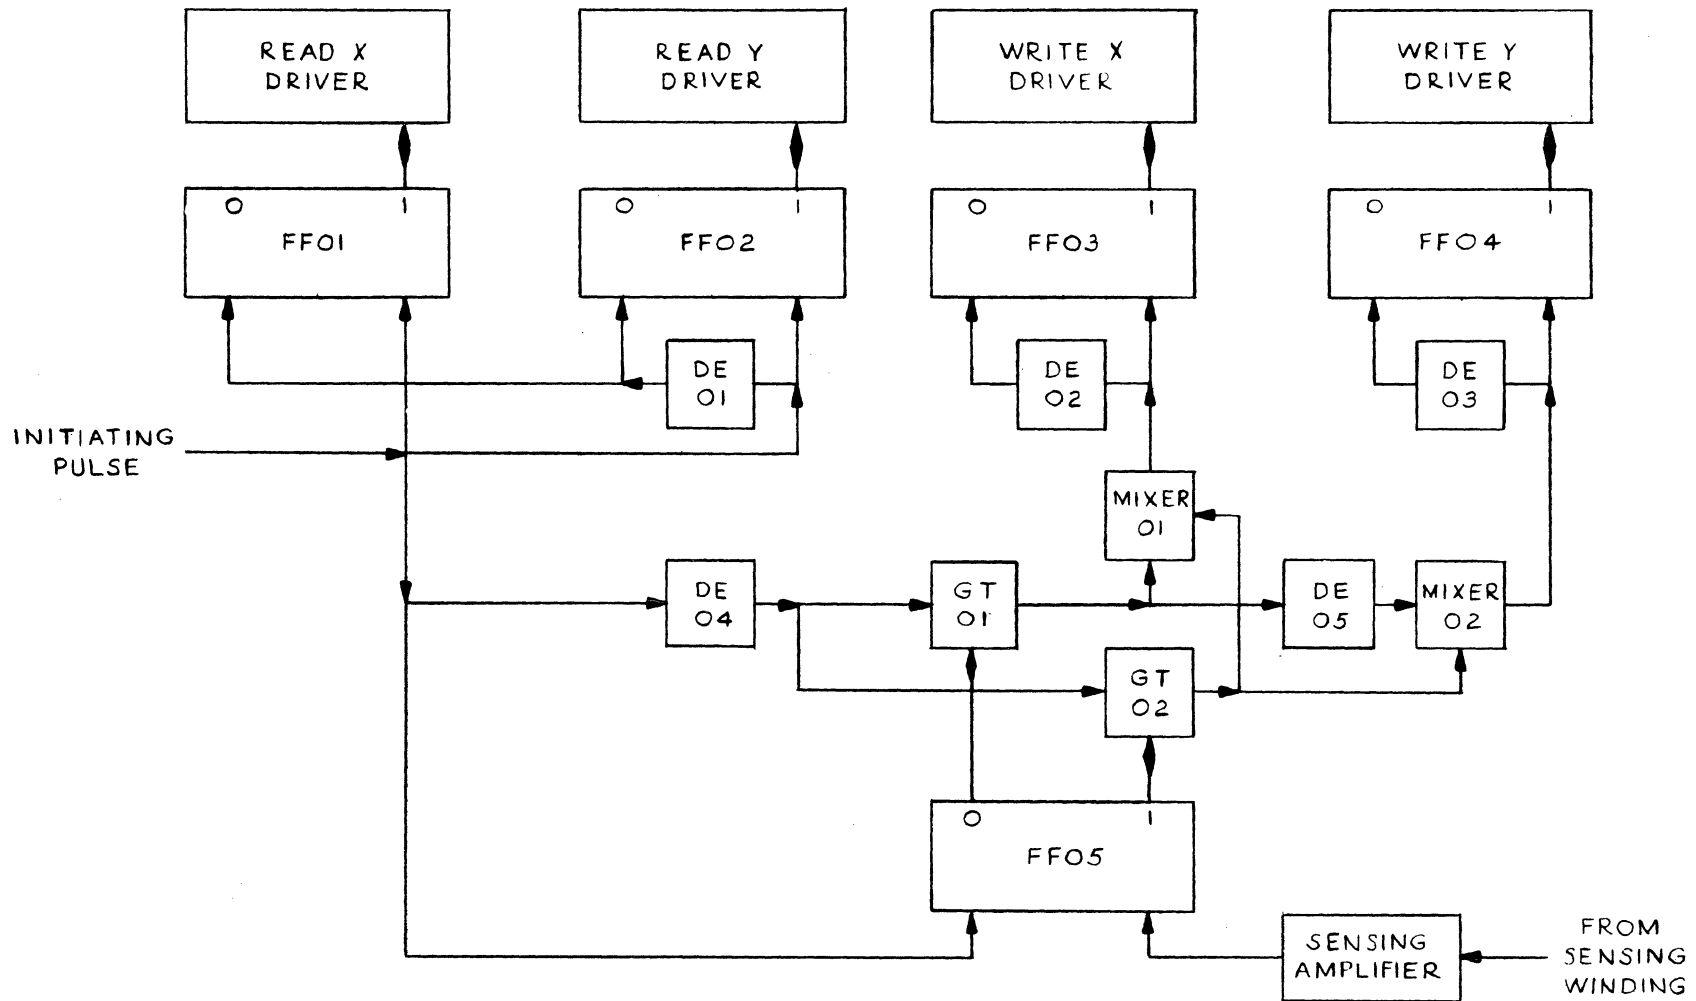 READ X
DRIVER
READ Y
DRIVER
WRITE X
DRIVER
WRITE Y
DRIVER
0 1
FF01
0 1
FF02
0 1
FF03
0 1
FF04
DE
01
DE
02
DE
03
INITIATING
PULSE
MIXER
01
DE
04
GT
01
DE
05
MIXER
02
GT
02
0 1
FF05
SENSING
AMPLIFIER
FROM
SENSING
WINDING